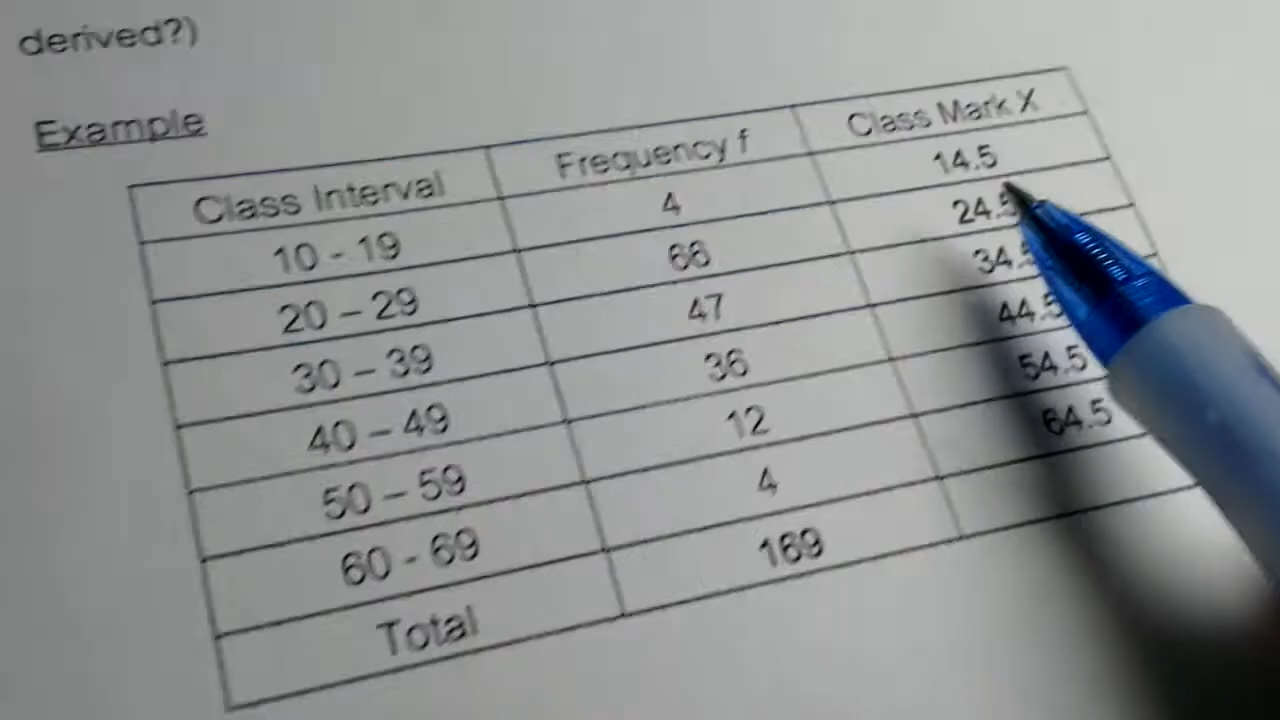 derived?)
Example
Class Interval Frequency f Class Mark X
10 - 19 4 14.5
20 – 29 66 24.5
30 – 39 47 34.5
40 – 49 36 44.5
50 – 59 12 54.5
60 - 69 4 64.5
Total 169